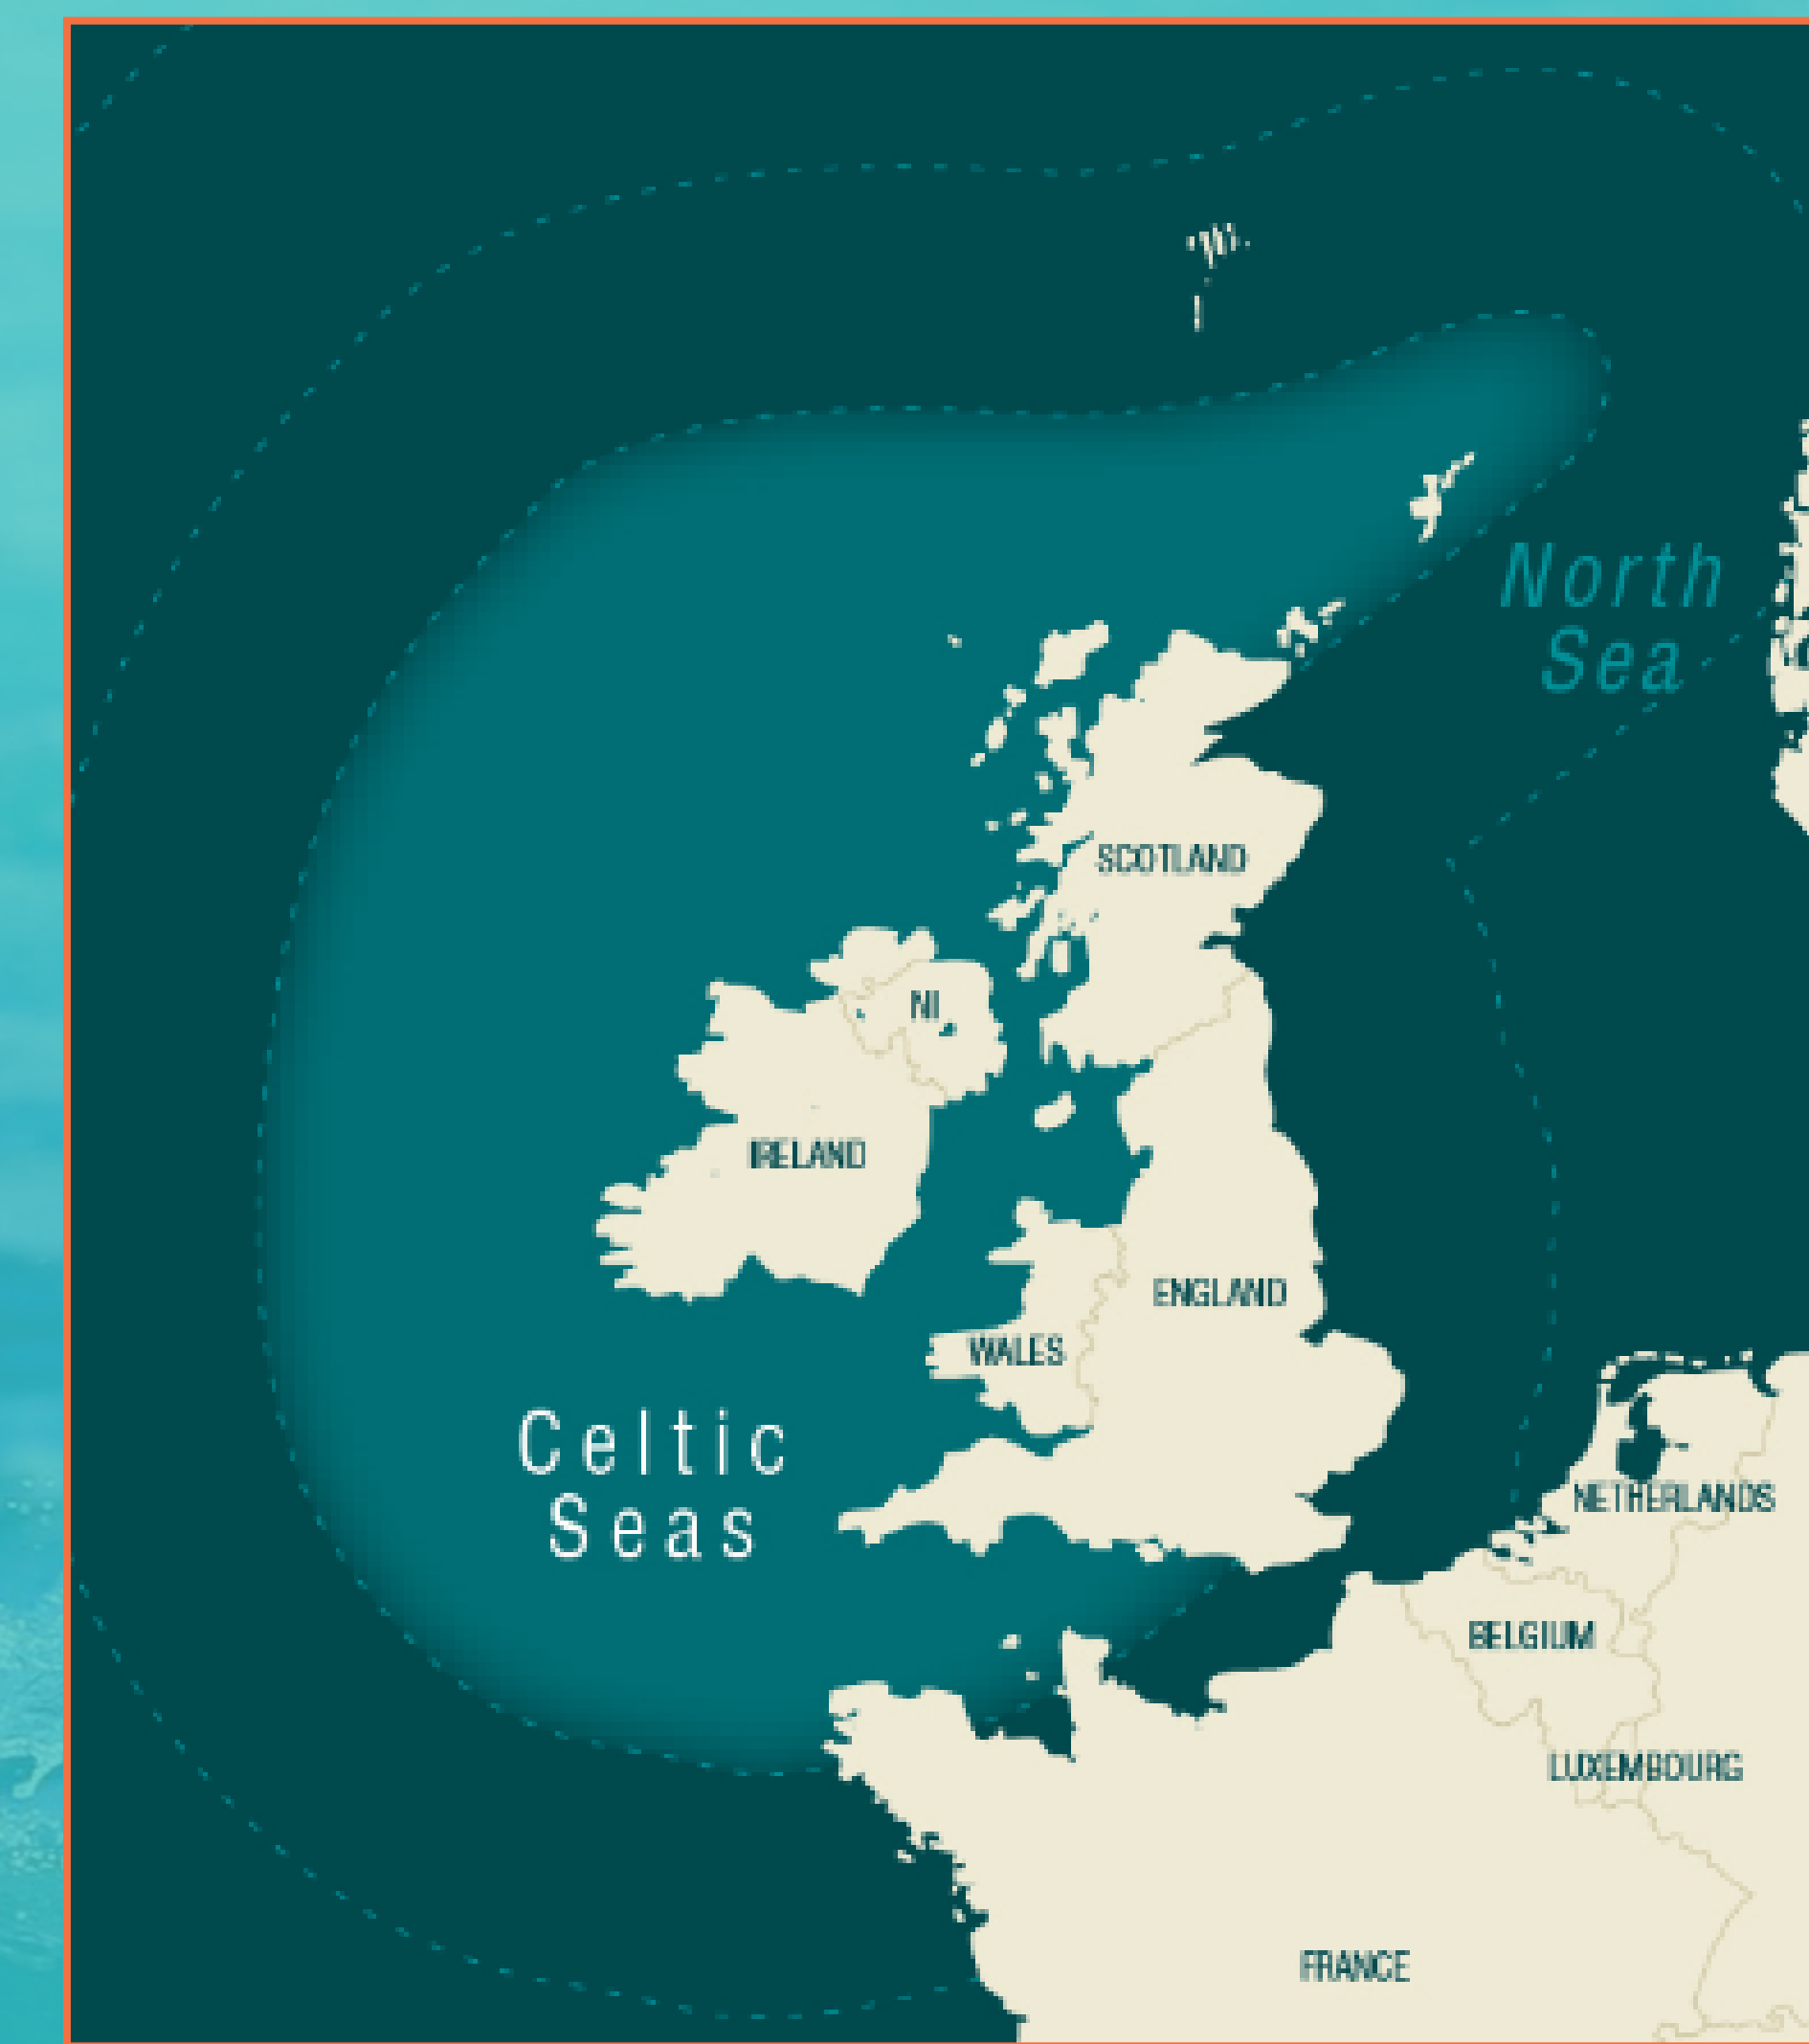 North
Sea
SCOTLAND
NI
IRELAND
ENGLAND
WALES
Celtic
Seas
NETHERLANDS
BELGIUM
LUXEMBOURG
FRANCE